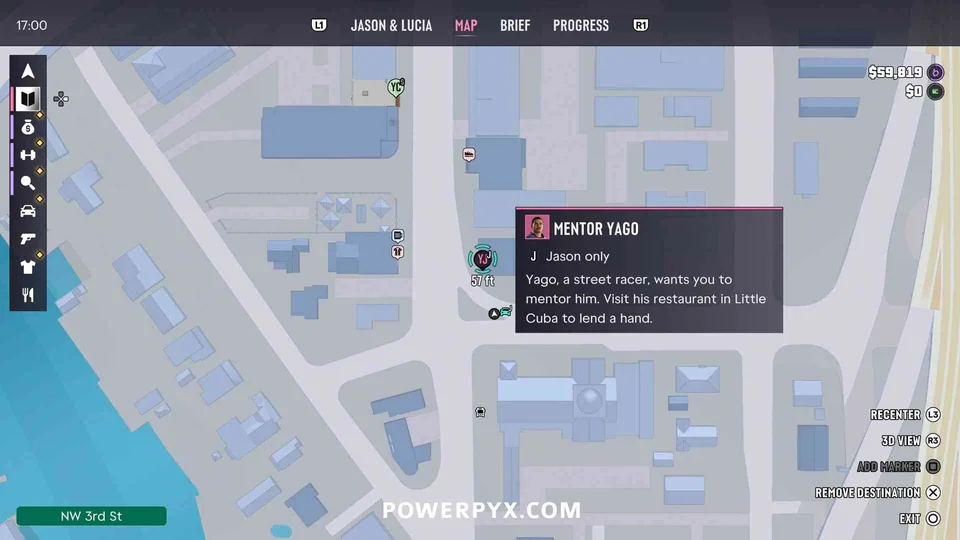 17:00
L1 JASON & LUCIA MAP BRIEF PROGRESS R1
$59,819
$0
YC
MENTOR YAGO
J Jason only
Yago, a street racer, wants you to
mentor him. Visit his restaurant in Little
Cuba to lend a hand.
YJ
57 ft
RECENTER L3
3D VIEW R3
ADD MARKER
REMOVE DESTINATION
EXIT
NW 3rd St
POWERPYX.COM